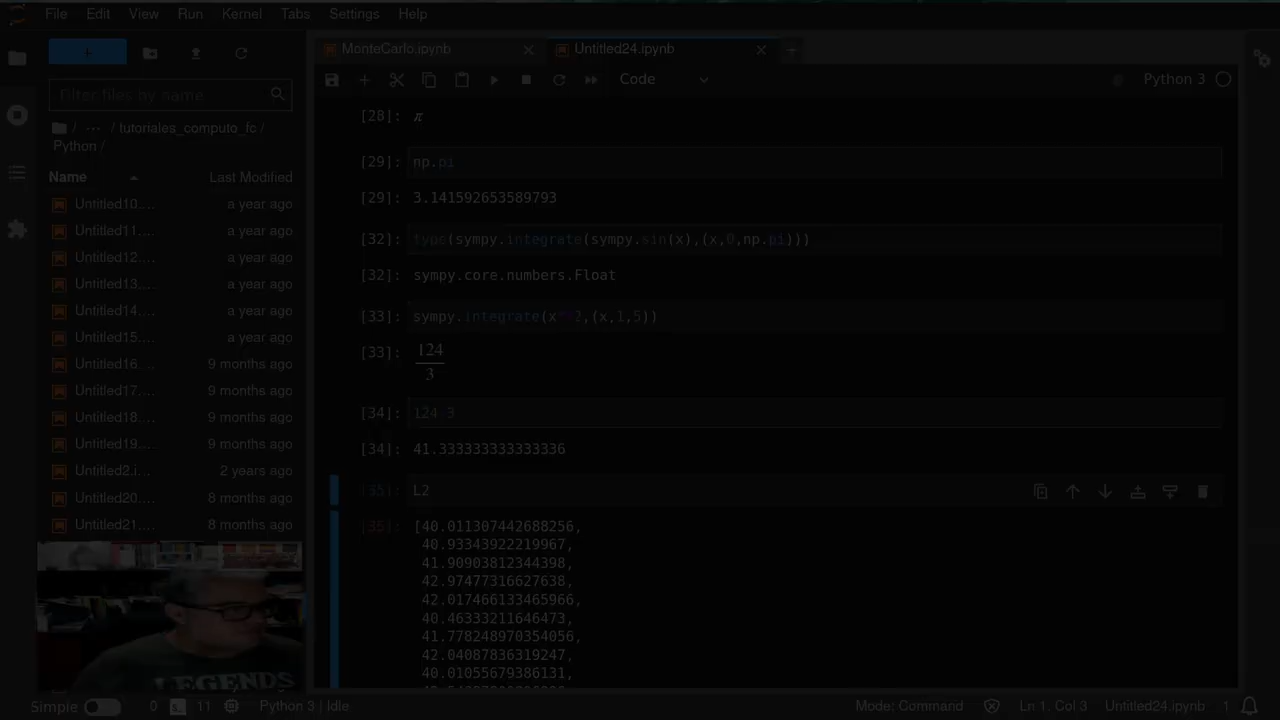 File Edit View Run Kernel Tabs Settings Help
MonteCarlo.ipynb
Untitled24.ipynb
Filter files by name
Code
Python 3
/ ··· / tutoriales_computo_fc /
Python /
Name Last Modified
Untitled10.... a year ago
Untitled11.... a year ago
Untitled12.... a year ago
Untitled13.... a year ago
Untitled14.... a year ago
Untitled15.... a year ago
Untitled16.... 9 months ago
Untitled17.... 9 months ago
Untitled18.... 9 months ago
Untitled19.... 9 months ago
Untitled2.i... 2 years ago
Untitled20.... 8 months ago
Untitled21.... 8 months ago
[28]: π
[29]: np.pi
[29]: 3.141592653589793
[32]: type(sympy.integrate(sympy.sin(x),(x,0,np.pi)))
[32]: sympy.core.numbers.Float
[33]: sympy.integrate(x**2,(x,1,5))
[33]: 124
3
[34]: 124/3
[34]: 41.333333333333336
[35]: L2
[35]: [40.011307442688256,
40.93343922219967,
41.90903812344398,
42.97477316627638,
42.017466133465966,
40.46333211646473,
41.778248970354056,
42.04087836319247,
40.01055679386131,
LEGENDS
Simple 0 11 Python 3 | Idle Mode: Command Ln 1, Col 3 Untitled24.ipynb 1